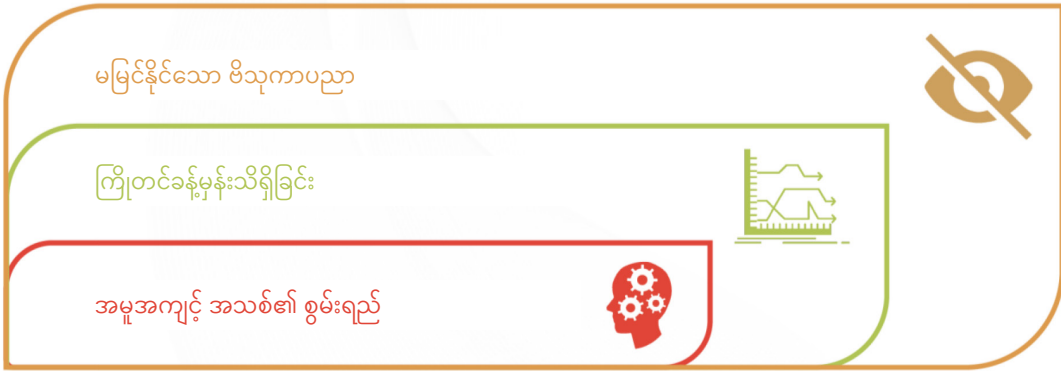 မမြင်နိုင်သော ဗိသုကာပညာ
ကြိုတင်ခန့်မှန်းသိရှိခြင်း
အမူအကျင့် အသစ်၏ စွမ်းရည်